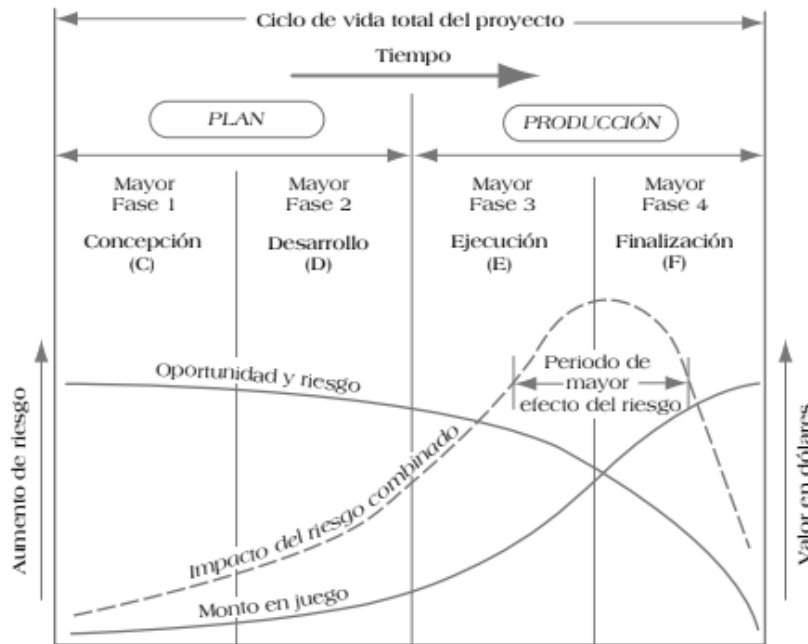 Ciclo de vida total del proyecto
Tiempo
PLAN
PRODUCCIÓN
Mayor
Fase 1
Concepción
(C)
Mayor
Fase 2
Desarrollo
(D)
Mayor
Fase 3
Ejecución
(E)
Mayor
Fase 4
Finalización
(F)
Aumento de riesgo
Oportunidad y riesgo
Impacto del riesgo combinado
Monto en juego
Periodo de
mayor
efecto del riesgo
Valor en dólares